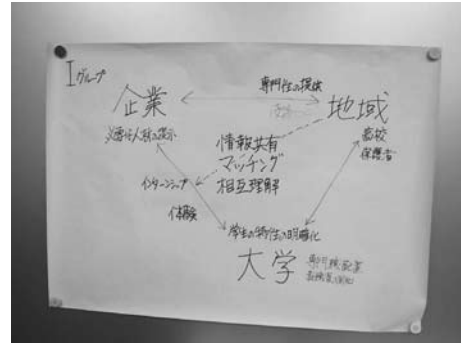 Iグループ
専門性の提供
企業
地域
必要な人材の提示
高校
保護者
情報共有
マッチング
相互理解
インターンシップ
体験
学生の特性の明確化
大学